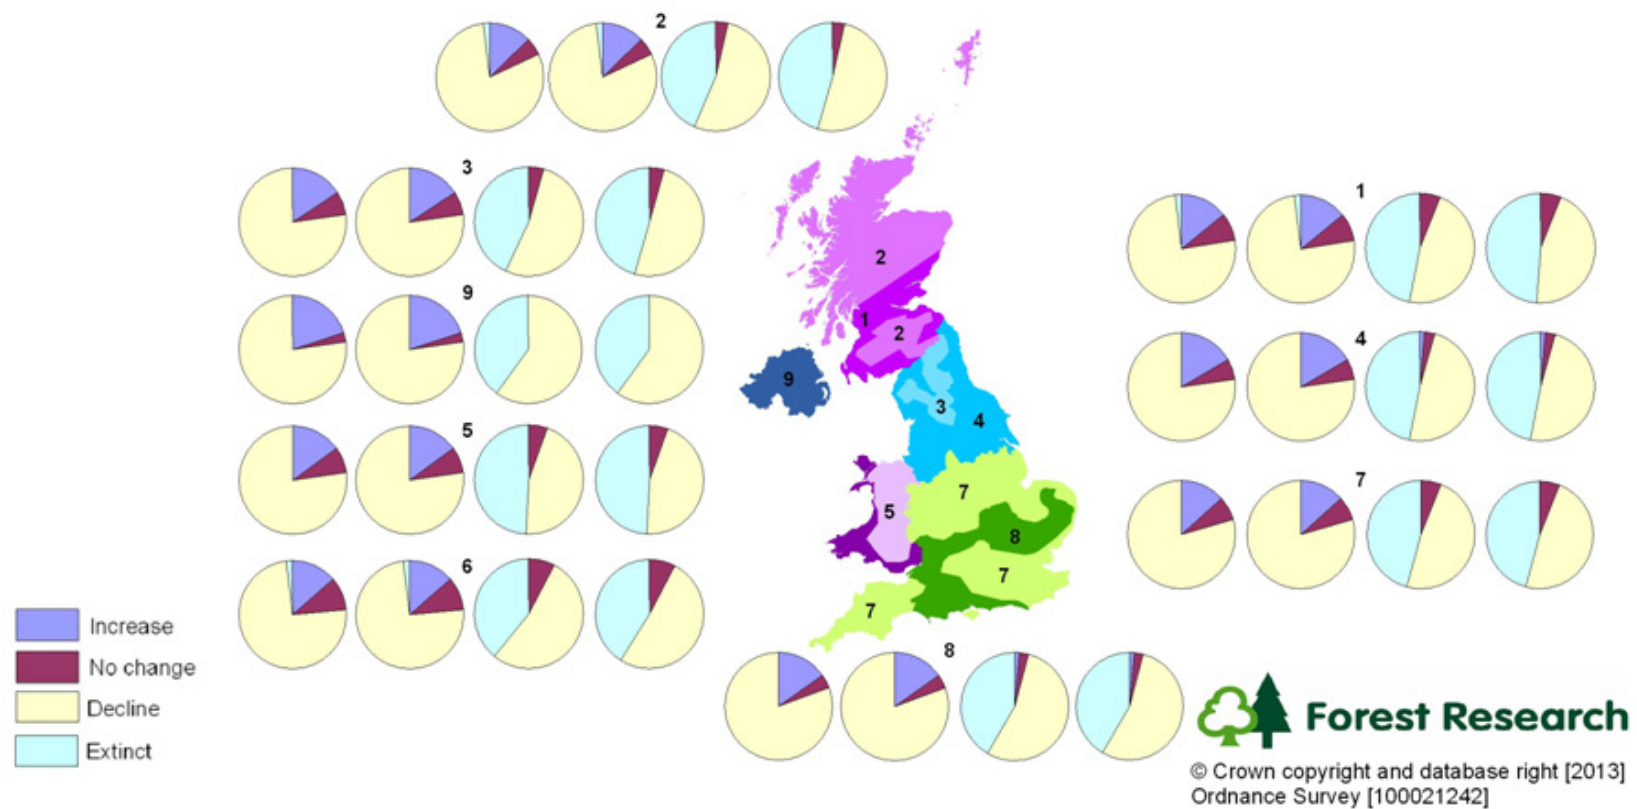 2
3
9
5
6
Increase
No change
Decline
Extinct
2
1
2
9
3
4
5
7
8
7
7
1
4
7
8
Forest Research
© Crown copyright and database right [2013]
Ordnance Survey [100021242]